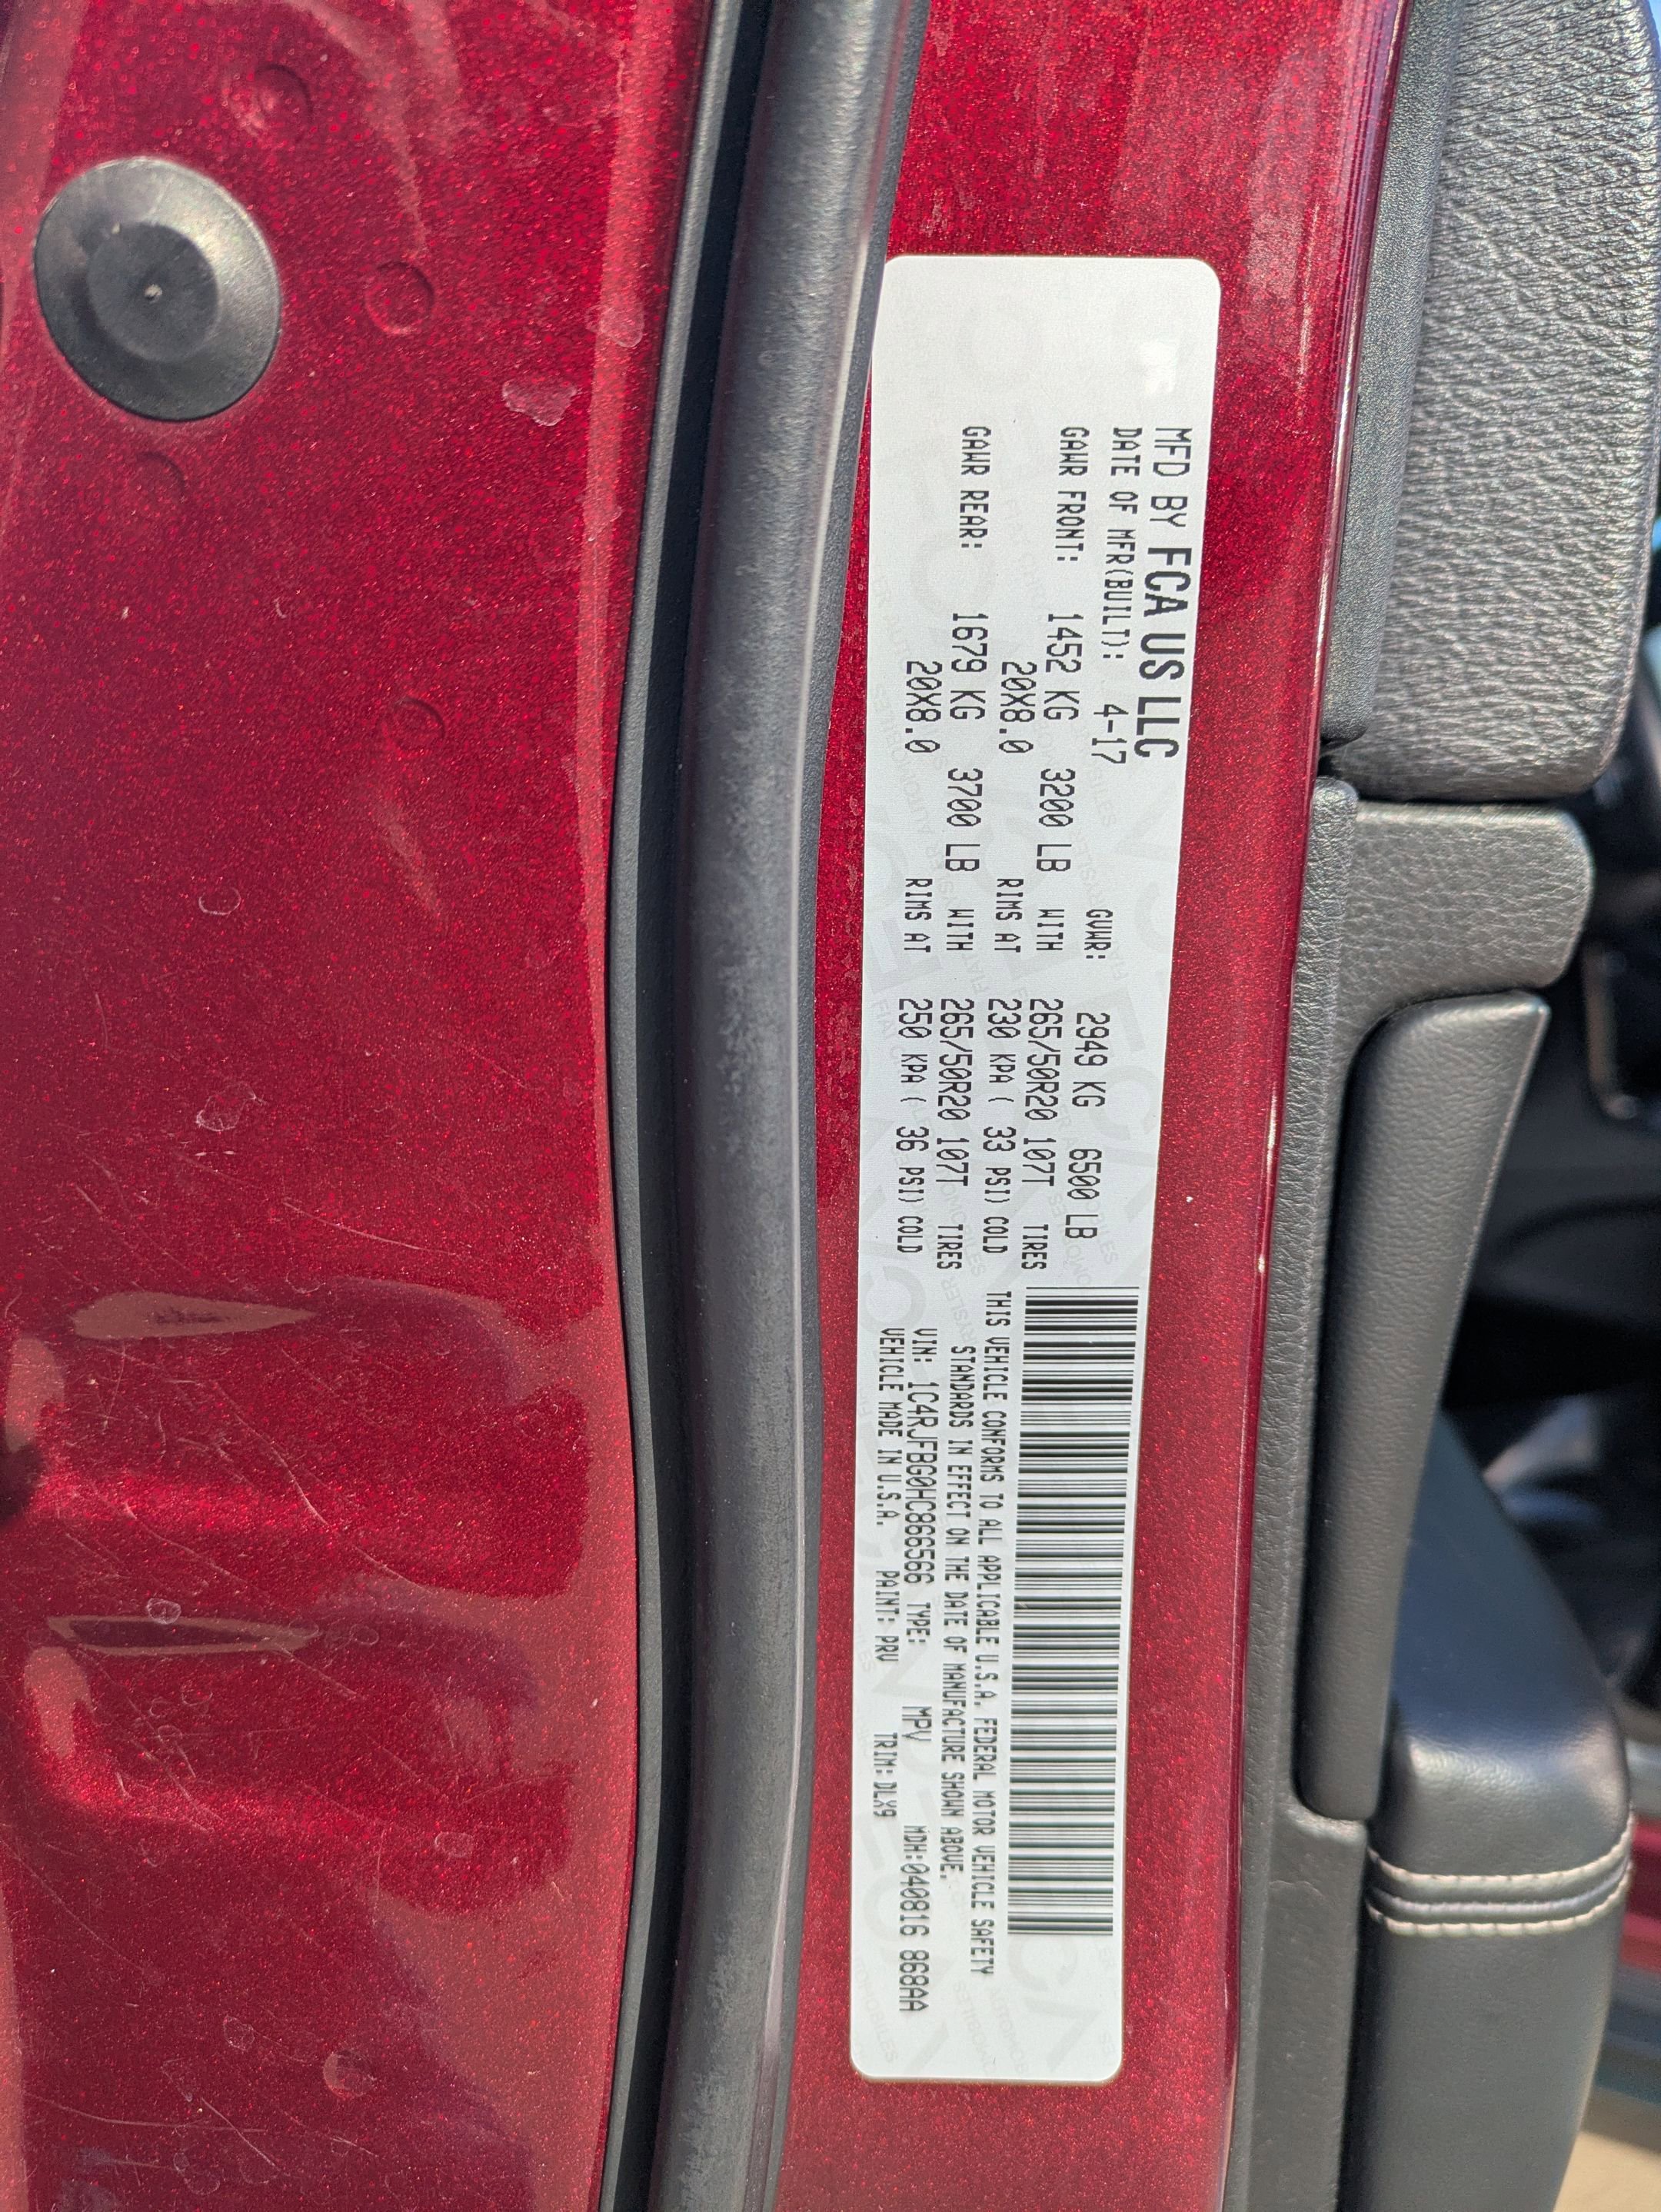 MFD BY FCA US LLC
DATE OF MFR(BUILT): 4-17 GVWR: 2949 KG 6500 LB
GAWR FRONT: 1452 KG 3200 LB WITH 265/50R20 107T TIRES
20X8.0 RIMS AT 230 KPA ( 33 PSI) COLD
GAWR REAR: 1679 KG 3700 LB WITH 265/50R20 107T TIRES
20X8.0 RIMS AT 250 KPA ( 36 PSI) COLD
THIS VEHICLE CONFORMS TO ALL APPLICABLE U.S.A. FEDERAL MOTOR VEHICLE SAFETY
STANDARDS IN EFFECT ON THE DATE OF MANUFACTURE SHOWN ABOVE.
VIN: 1C4RJFBG0HC866566 TYPE: MPV MDH:040816 868AA
VEHICLE MADE IN U.S.A. PAINT: PRV TRIM: DLX9